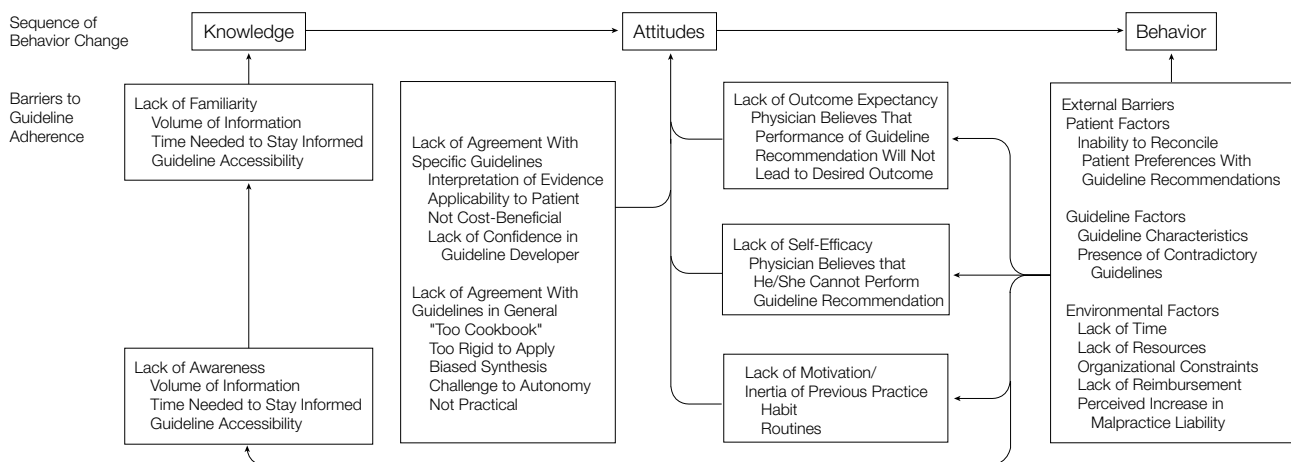 Sequence of
Behavior Change
Knowledge
Attitudes
Behavior
Barriers to
Guideline
Adherence
Lack of Familiarity
Volume of Information
Time Needed to Stay Informed
Guideline Accessibility
Lack of Awareness
Volume of Information
Time Needed to Stay Informed
Guideline Accessibility
Lack of Agreement With
Specific Guidelines
Interpretation of Evidence
Applicability to Patient
Not Cost-Beneficial
Lack of Confidence in
Guideline Developer
Lack of Agreement With
Guidelines in General
"Too Cookbook"
Too Rigid to Apply
Biased Synthesis
Challenge to Autonomy
Not Practical
Lack of Outcome Expectancy
Physician Believes That
Performance of Guideline
Recommendation Will Not
Lead to Desired Outcome
Lack of Self-Efficacy
Physician Believes that
He/She Cannot Perform
Guideline Recommendation
Lack of Motivation/
Inertia of Previous Practice
Habit
Routines
External Barriers
Patient Factors
Inability to Reconcile
Patient Preferences With
Guideline Recommendations
Guideline Factors
Guideline Characteristics
Presence of Contradictory
Guidelines
Environmental Factors
Lack of Time
Lack of Resources
Organizational Constraints
Lack of Reimbursement
Perceived Increase in
Malpractice Liability